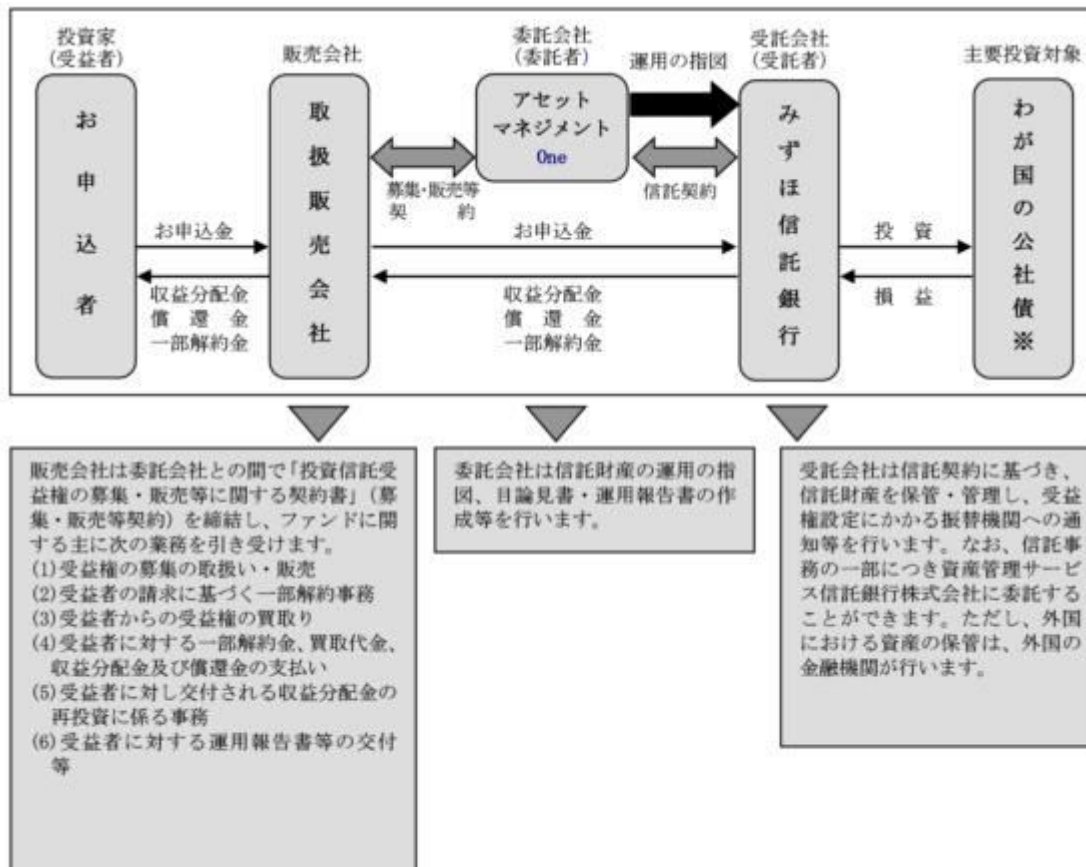 投資家
(受益者)
お申込者
販売会社
取扱販売会社
委託会社
(委託者)
アセット
マネジメント
One
運用の指図
受託会社
(受託者)
みずほ信託銀行
主要投資対象
わが国の公社債※
募集・販売等
契　　約
信託契約
お申込金
収益分配金
償　還　金
一部解約金
お申込金
収益分配金
償　還　金
一部解約金
投　資
損　益
販売会社は委託会社との間で「投資信託受
益権の募集・販売等に関する契約書」（募
集・販売等契約）を締結し、ファンドに関
する主に次の業務を引き受けます。
(1)受益権の募集の取扱い・販売
(2)受益者の請求に基づく一部解約事務
(3)受益者からの受益権の買取り
(4)受益者に対する一部解約金、買取代金、
収益分配金及び償還金の支払い
(5)受益者に対し交付される収益分配金の
再投資に係る事務
(6)受益者に対する運用報告書等の交付
等
委託会社は信託財産の運用の指
図、目論見書・運用報告書の作
成等を行います。
受託会社は信託契約に基づき、
信託財産を保管・管理し、受益
権設定にかかる振替機関への通
知等を行います。なお、信託事
務の一部につき資産管理サービ
ス信託銀行株式会社に委託する
ことができます。ただし、外国
における資産の保管は、外国の
金融機関が行います。